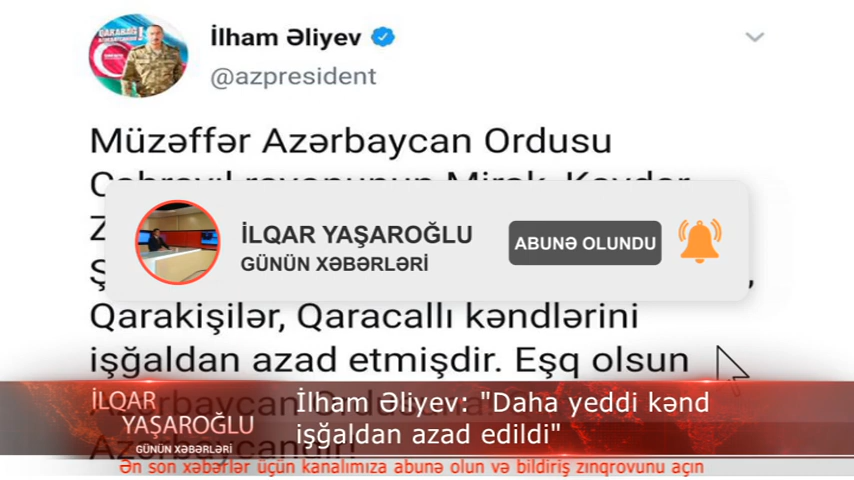 İlham Əliyev
@azpresident
Müzəffər Azərbaycan Ordusu
İLQAR YAŞAROĞLU
GÜNÜN XƏBƏRLƏRİ
ABUNƏ OLUNDU
Qarakişilər, Qaracallı kəndlərini
işğaldan azad etmişdir. Eşq olsun
İLQAR
YAŞAROĞLU
GÜNÜN XƏBƏRLƏRİ
İlham Əliyev: "Daha yeddi kənd
işğaldan azad edildi"
Ən son xəbərlər üçün kanalımıza abunə olun və bildiriş zınqrovunu açın